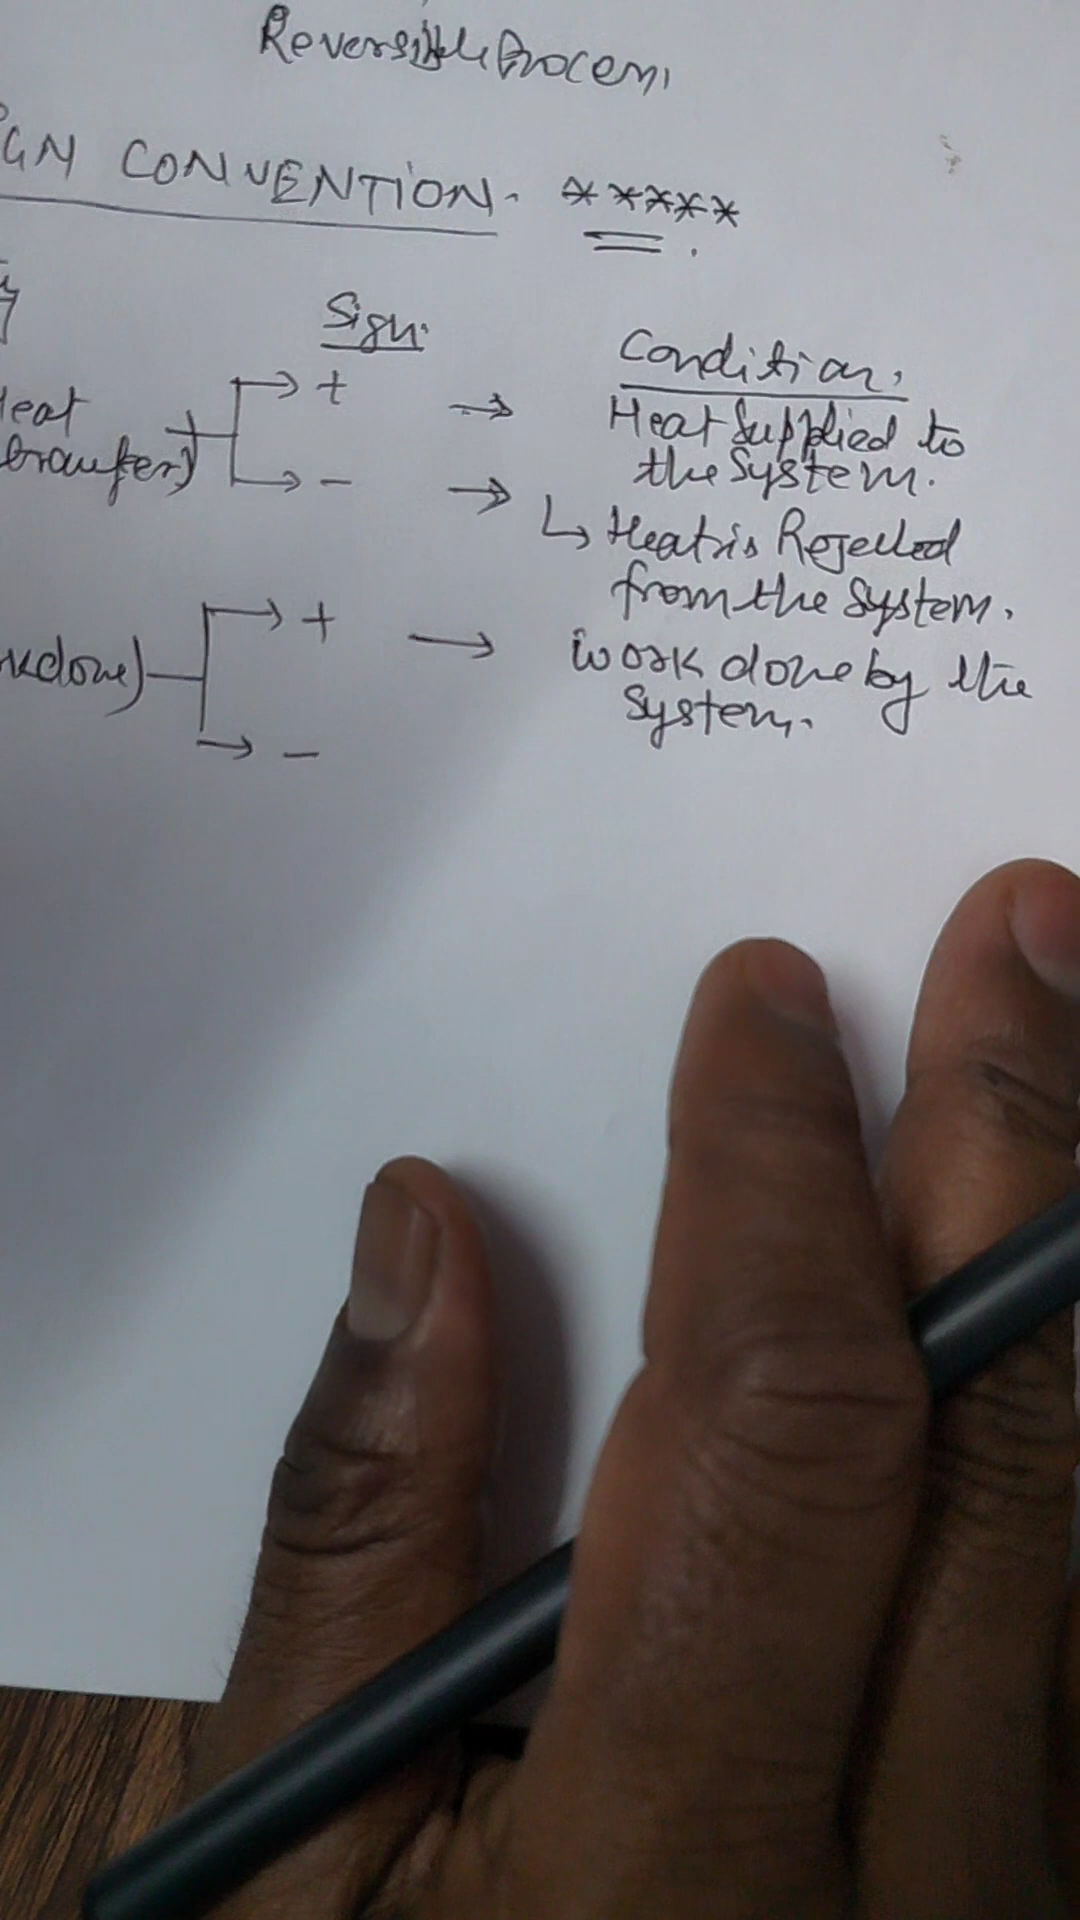 Reversible Process,
IGN CONVENTION. *****
Sign.
Condition,
eat → + → Heat Supplied to
transfer) the System.
→ - → ↳ Heat is Rejected
from the System.
→ + → work done by the
kdone) System.
→ -